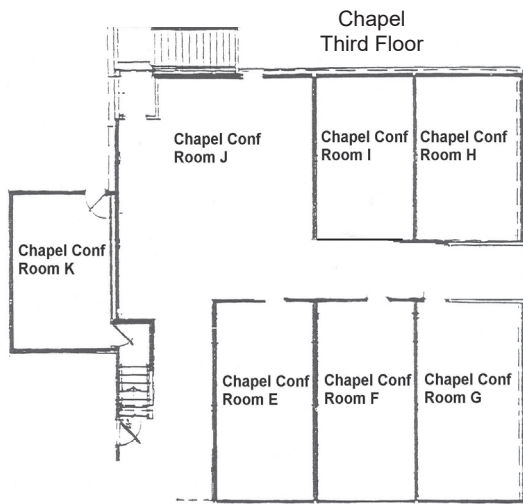 Chapel
Third Floor
Chapel Conf
Room J
Chapel Conf
Room I
Chapel Conf
Room H
Chapel Conf
Room K
Chapel Conf
Room E
Chapel Conf
Room F
Chapel Conf
Room G